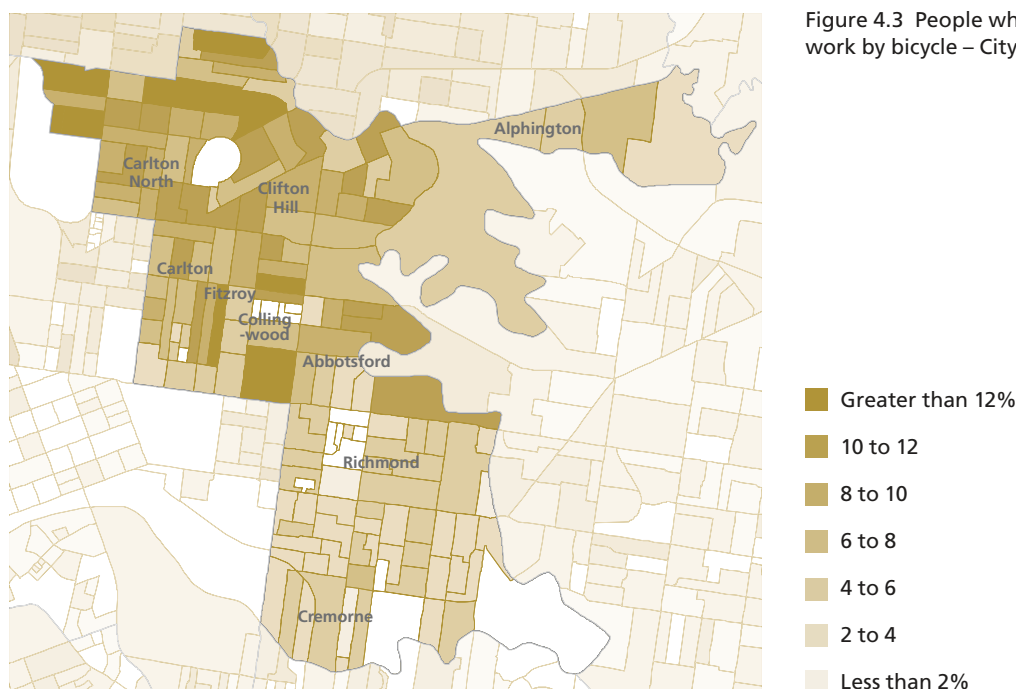 Figure 4.3 People wh
work by bicycle – City
Alphington
Carlton
North
Clifton
Hill
Carlton
Fitzroy
Colling
-wood
Abbotsford
Richmond
Cremorne
Greater than 12%
10 to 12
8 to 10
6 to 8
4 to 6
2 to 4
Less than 2%